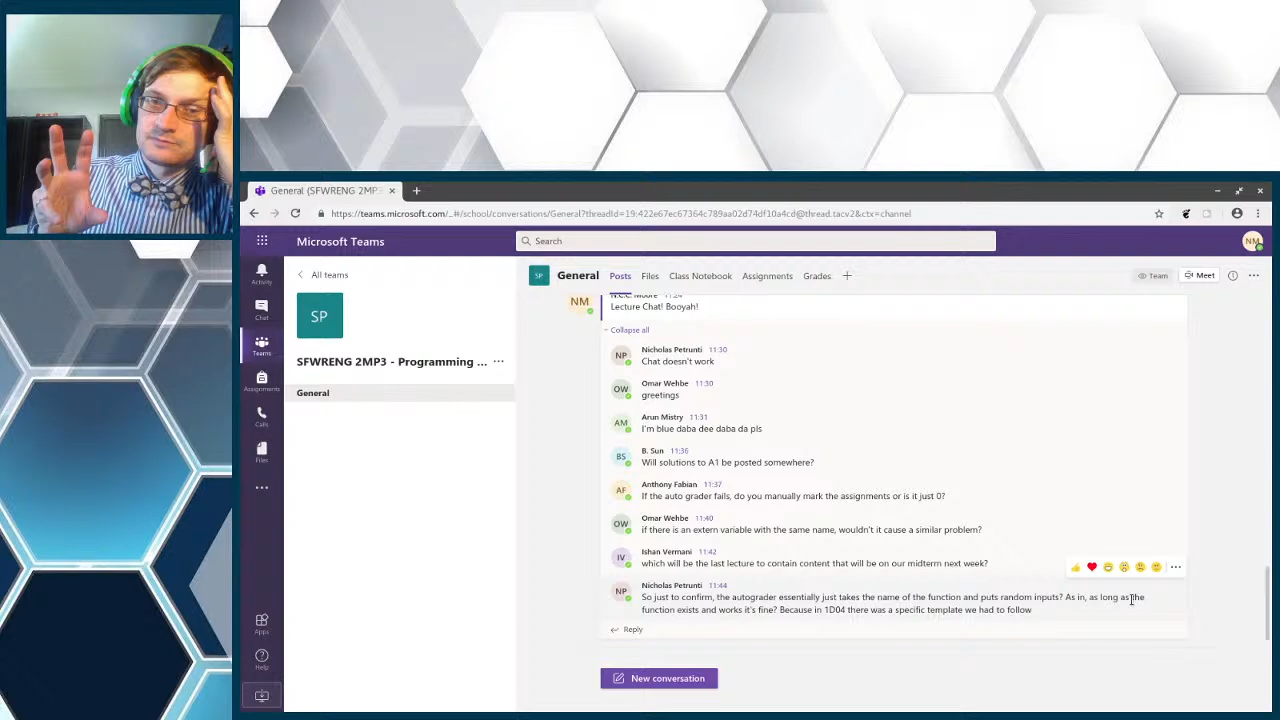 General (SFWRENG 2MP3
https://teams.microsoft.com/_#/school/conversations/General?threadId=19:422e67ec67364c789aa02d74df10a4cd@thread.tacv2&ctx=channel
Microsoft Teams
Search
NM
Activity
Chat
Teams
Assignments
Calls
Files
Apps
Help
All teams
SP
SFWRENG 2MP3 - Programming ...
General
SP
General
Posts
Files
Class Notebook
Assignments
Grades
Team
Meet
NM
N.C.C. Moore 11:24
Lecture Chat! Booyah!
Collapse all
NP
Nicholas Petrunti 11:30
Chat doesn't work
OW
Omar Wehbe 11:30
greetings
AM
Arun Mistry 11:31
I'm blue daba dee daba da pls
BS
B. Sun 11:36
Will solutions to A1 be posted somewhere?
AF
Anthony Fabian 11:37
If the auto grader fails, do you manually mark the assignments or is it just 0?
OW
Omar Wehbe 11:40
if there is an extern variable with the same name, wouldn't it cause a similar problem?
IV
Ishan Vermani 11:42
which will be the last lecture to contain content that will be on our midterm next week?
NP
Nicholas Petrunti 11:44
So just to confirm, the autograder essentially just takes the name of the function and puts random inputs? As in, as long as the
function exists and works it's fine? Because in 1D04 there was a specific template we had to follow
Reply
New conversation